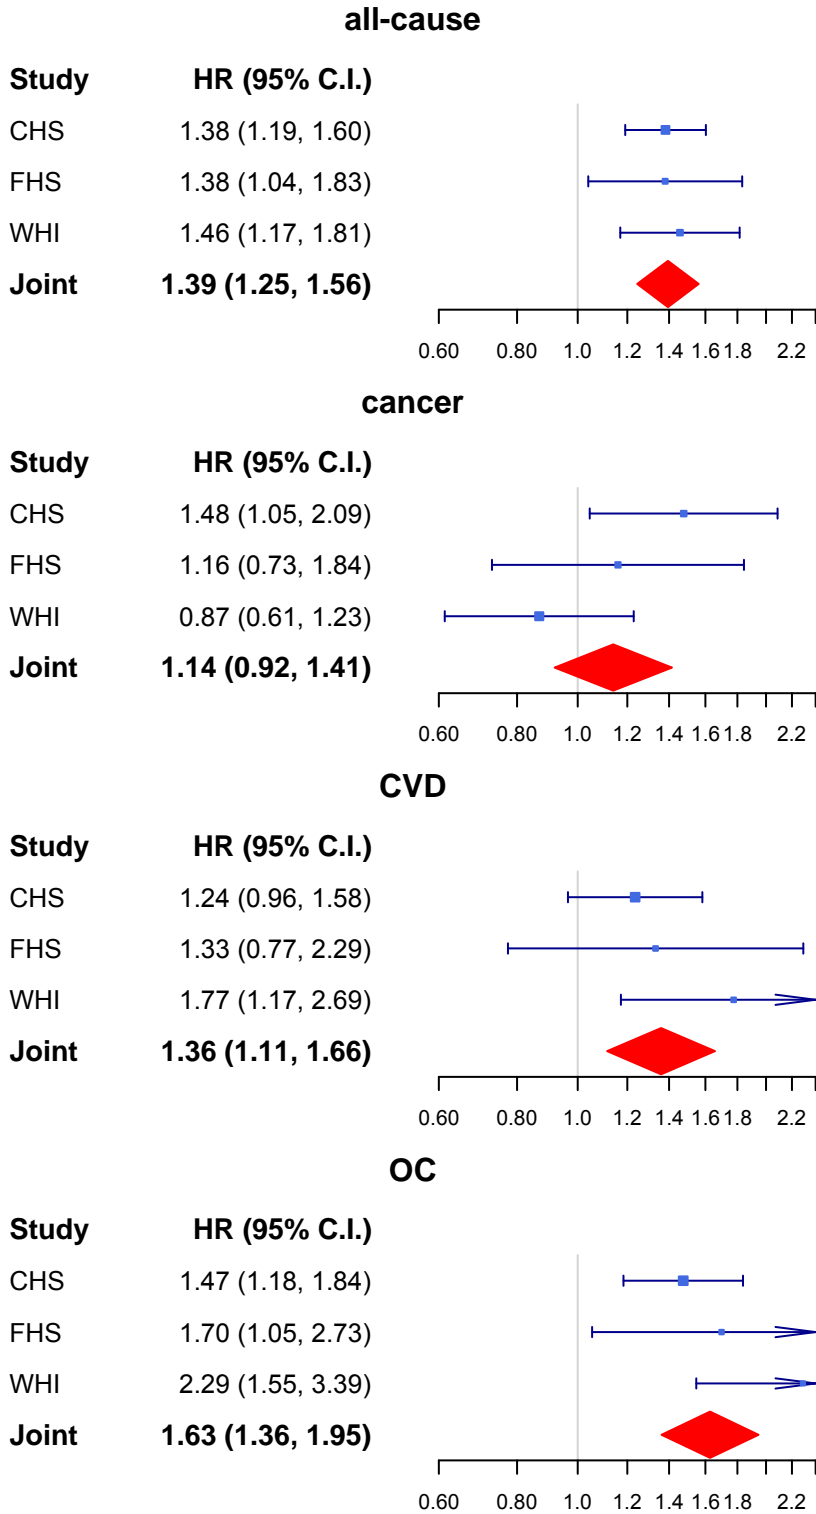 all-cause
Study HR (95% C.I.)
CHS 1.38 (1.19, 1.60)
FHS 1.38 (1.04, 1.83)
WHI 1.46 (1.17, 1.81)
Joint 1.39 (1.25, 1.56)
0.60 0.80 1.0 1.2 1.4 1.6 1.8 2.2
cancer
Study HR (95% C.I.)
CHS 1.48 (1.05, 2.09)
FHS 1.16 (0.73, 1.84)
WHI 0.87 (0.61, 1.23)
Joint 1.14 (0.92, 1.41)
0.60 0.80 1.0 1.2 1.4 1.6 1.8 2.2
CVD
Study HR (95% C.I.)
CHS 1.24 (0.96, 1.58)
FHS 1.33 (0.77, 2.29)
WHI 1.77 (1.17, 2.69)
Joint 1.36 (1.11, 1.66)
0.60 0.80 1.0 1.2 1.4 1.6 1.8 2.2
OC
Study HR (95% C.I.)
CHS 1.47 (1.18, 1.84)
FHS 1.70 (1.05, 2.73)
WHI 2.29 (1.55, 3.39)
Joint 1.63 (1.36, 1.95)
0.60 0.80 1.0 1.2 1.4 1.6 1.8 2.2